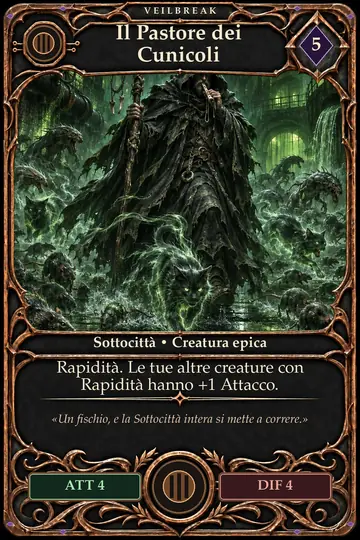 VEILBREAK
Il Pastore dei
Cunicoli
5
Sottocittà • Creatura epica
Rapidità. Le tue altre creature con
Rapidità hanno +1 Attacco.
«Un fischio, e la Sottocittà intera si mette a correre.»
ATT 4
DIF 4